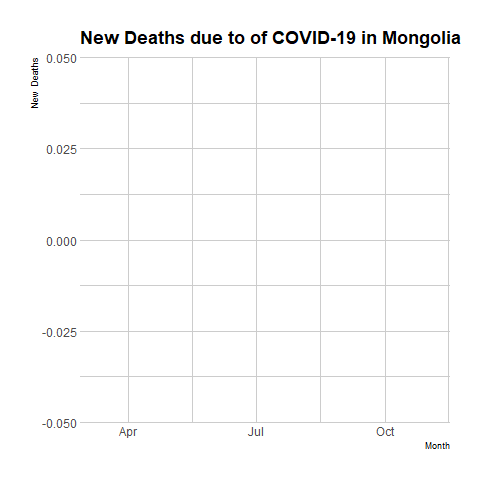 New Deaths due to of COVID-19 in Mongolia
New Deaths
0.050
0.025
0.000
-0.025
-0.050
Apr Jul Oct
Month